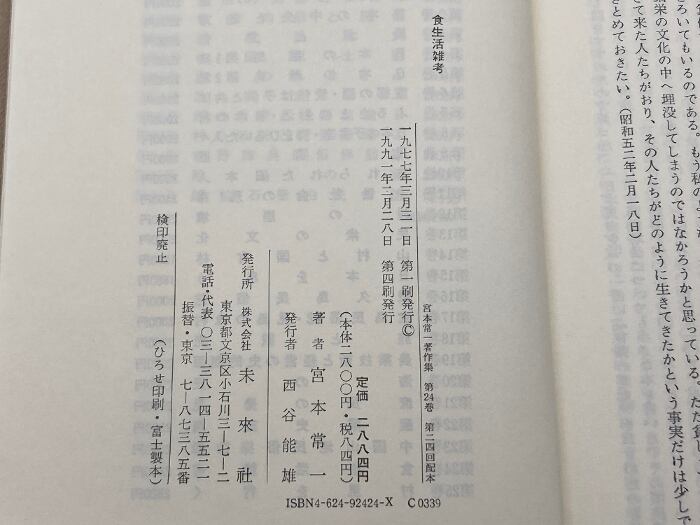 ろいてもいるのである。もう私の
栄の文化の中へ埋没してしまうのではなかろうかと思っている。ただ貧し
て来た人たちがおり、その人たちがどのように生きてきたかという事実だけは少しで
きとめておきたい。（昭和五二年二月一八日）
食生活雑考
宮本常一著作集 第24巻 第二四回配本
一九七七年三月三一日 第一刷発行©
一九九一年二月二八日 第四刷発行
定価 二八八四円
（本体二八〇〇円・税八四円）
著者 宮本常一
発行者 西谷能雄
発行所 株式会社 未來社
東京都文京区小石川三―七―二
電話・代表 〇三―三八一四―五五二一
振替・東京 七―八七三八五番
検印廃止
（ひろせ印刷・富士製本）
ISBN4-624-92424-X C0339